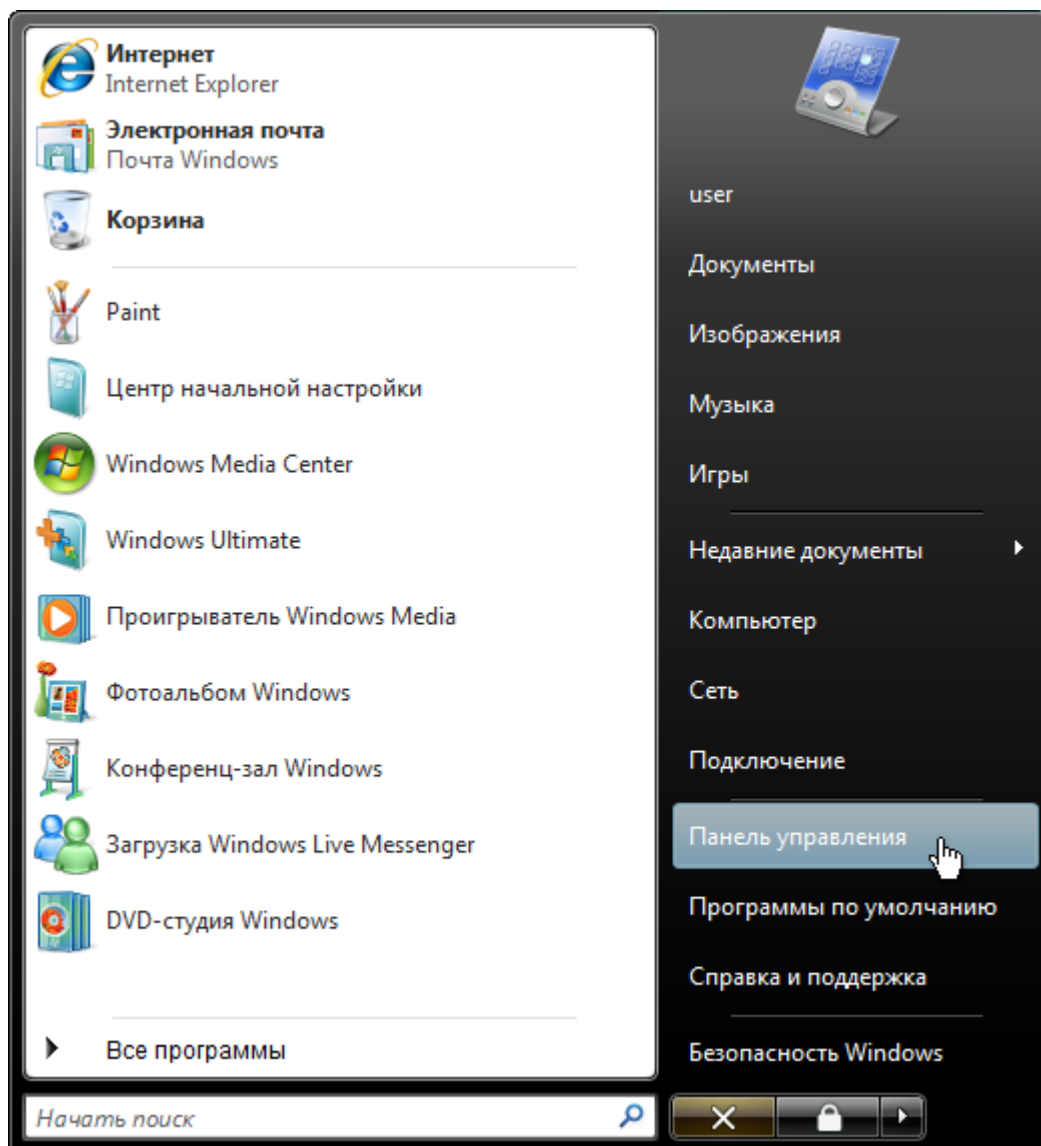 Интернет
Internet Explorer
Электронная почта
Почта Windows
Корзина
Paint
Центр начальной настройки
Windows Media Center
Windows Ultimate
Проигрыватель Windows Media
Фотоальбом Windows
Конференц-зал Windows
Загрузка Windows Live Messenger
DVD-студия Windows
Все программы
Начать поиск
user
Документы
Изображения
Музыка
Игры
Недавние документы
Компьютер
Сеть
Подключение
Панель управления
Программы по умолчанию
Справка и поддержка
Безопасность Windows